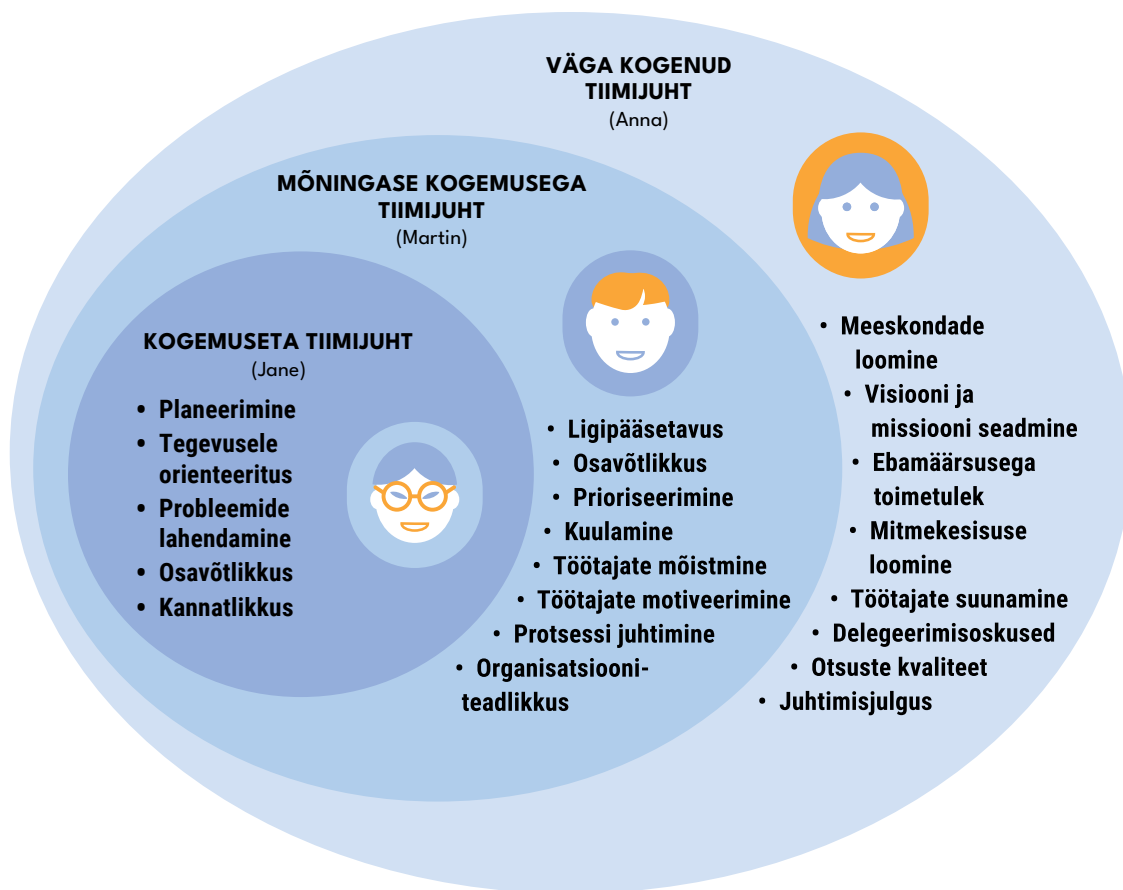 VÄGA KOGENUD
TIIMIJUHT
(Anna)
MÕNINGASE KOGEMUSEGA
TIIMIJUHT
(Martin)
KOGEMUSETA TIIMIJUHT
(Jane)
• Planeerimine
• Tegevusele
orienteeritus
• Probleemide
lahendamine
• Osavõtlikkus
• Kannatlikkus
• Ligipääsetavus
• Osavõtlikkus
• Prioriseerimine
• Kuulamine
• Töötajate mõistmine
• Töötajate motiveerimine
• Protsessi juhtimine
• Organisatsiooni-
teadlikkus
• Meeskondade
loomine
• Visiooni ja
missiooni seadmine
• Ebamäärsusega
toimetulek
• Mitmekesisuse
loomine
• Töötajate suunamine
• Delegeerimisoskused
• Otsuste kvaliteet
• Juhtimisjulgus